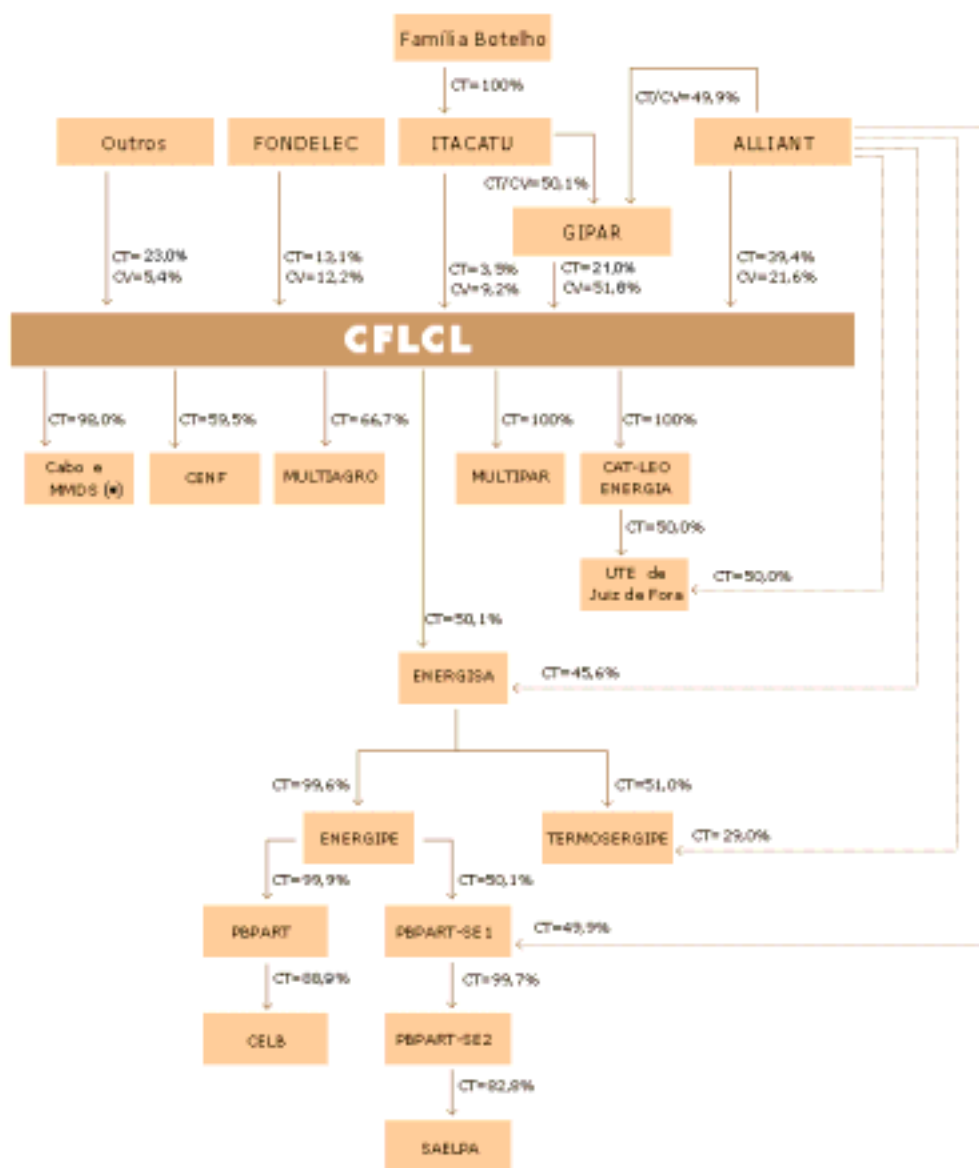 Família Botelho
CT=100%
CT/CV=49,9%
Outros
FONDELEC
ITACATU
ALLIANT
CT/CV=50,1%
GIPAR
CT=23,0%
CV=5,4%
CT=13,1%
CV=12,2%
CT=3,5%
CV=9,2%
CT=21,0%
CV=51,8%
CT=39,4%
CV=21,6%
CFLCL
CT=98,0%
CT=59,5%
CT=66,7%
CT=100%
CT=100%
Cabo e
MMDS (•)
CENF
MULTIAGRO
MULTIPAR
CAT-LEO
ENERGIA
CT=50,0%
UTE de
Juiz de Fora
CT=50,0%
CT=50,1%
ENERGISA
CT=45,6%
CT=99,6%
CT=51,0%
ENERGIPE
TERMOSERGIPE
CT=29,0%
CT=99,9%
CT=50,1%
PBPART
PBPART-SE1
CT=49,9%
CT=88,9%
CT=99,7%
CELB
PBPART-SE2
CT=82,8%
SAELPA